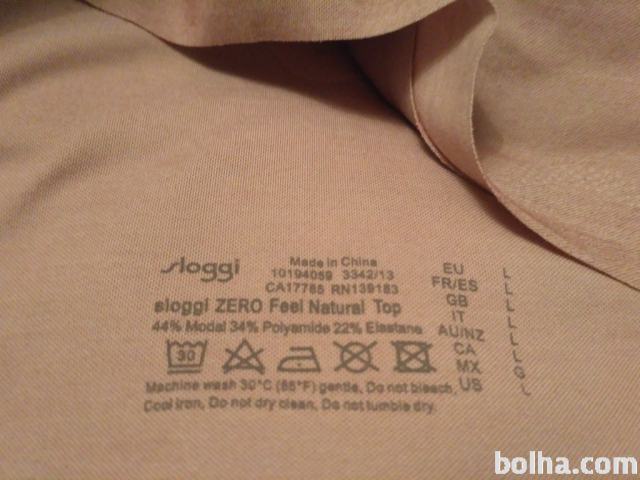 sloggi
Made in China
10194059 3342/13
CA17785 RN139183
sloggi ZERO Feel Natural Top
44% Modal 34% Polyamide 22% Elastane
30
Machine wash 30°C (86°F) gentle, Do not bleach,
Cool iron, Do not dry clean, Do not tumble dry.
EU L
FR/ES L
GB L
IT L
AU/NZ L
CA L
MX G
US L
bolha.com